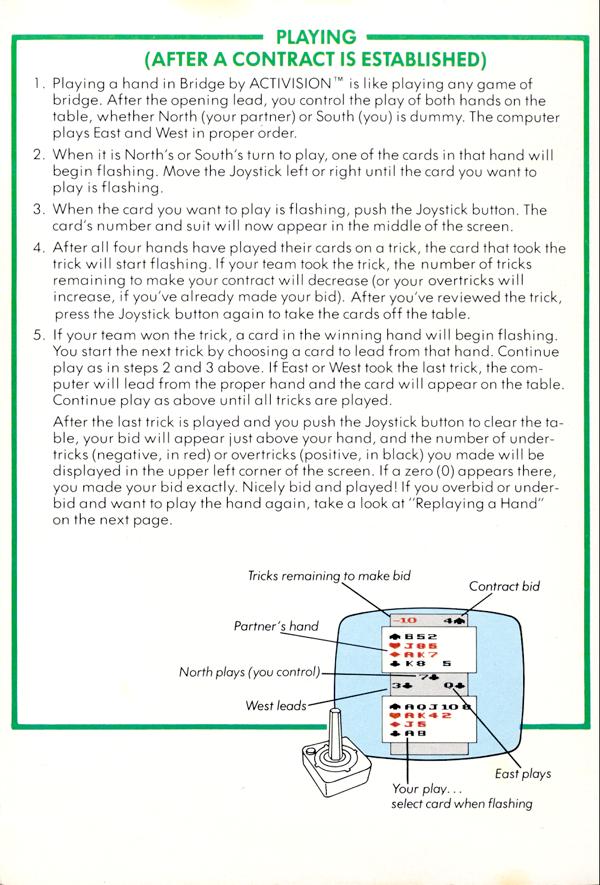 PLAYING
(AFTER A CONTRACT IS ESTABLISHED)
1. Playing a hand in Bridge by ACTIVISION™ is like playing any game of
bridge. After the opening lead, you control the play of both hands on the
table, whether North (your partner) or South (you) is dummy. The computer
plays East and West in proper order.
2. When it is North's or South's turn to play, one of the cards in that hand will
begin flashing. Move the Joystick left or right until the card you want to
play is flashing.
3. When the card you want to play is flashing, push the Joystick button. The
card's number and suit will now appear in the middle of the screen.
4. After all four hands have played their cards on a trick, the card that took the
trick will start flashing. If your team took the trick, the number of tricks
remaining to make your contract will decrease (or your overtricks will
increase, if you've already made your bid). After you've reviewed the trick,
press the Joystick button again to take the cards off the table.
5. If your team won the trick, a card in the winning hand will begin flashing.
You start the next trick by choosing a card to lead from that hand. Continue
play as in steps 2 and 3 above. If East or West took the last trick, the com-
puter will lead from the proper hand and the card will appear on the table.
Continue play as above until all tricks are played.
After the last trick is played and you push the Joystick button to clear the ta-
ble, your bid will appear just above your hand, and the number of under-
tricks (negative, in red) or overtricks (positive, in black) you made will be
displayed in the upper left corner of the screen. If a zero (0) appears there,
you made your bid exactly. Nicely bid and played! If you overbid or under-
bid and want to play the hand again, take a look at "Replaying a Hand"
on the next page.
Tricks remaining to make bid
Contract bid
-10 4♠
Partner's hand
♥ J85
♦ AK7
♣ K8 5
North plays (you control)
7♣
3♣
West leads
♠ AQJ10 8
♥ AK42
♦ J5
East plays
Your play...
select card when flashing